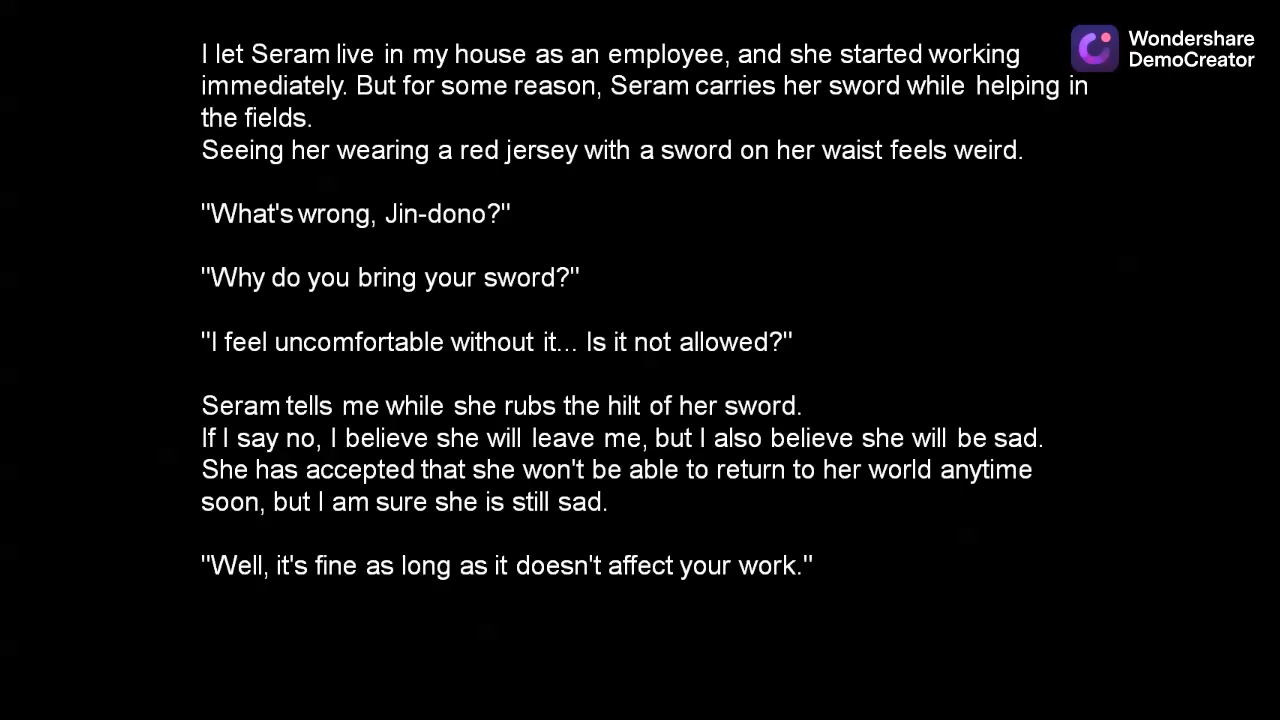 I let Seram live in my house as an employee, and she started working
immediately. But for some reason, Seram carries her sword while helping in
the fields.
Seeing her wearing a red jersey with a sword on her waist feels weird.
"What's wrong, Jin-dono?"
"Why do you bring your sword?"
"I feel uncomfortable without it... Is it not allowed?"
Seram tells me while she rubs the hilt of her sword.
If I say no, I believe she will leave me, but I also believe she will be sad.
She has accepted that she won't be able to return to her world anytime
soon, but I am sure she is still sad.
"Well, it's fine as long as it doesn't affect your work."
Wondershare
DemoCreator